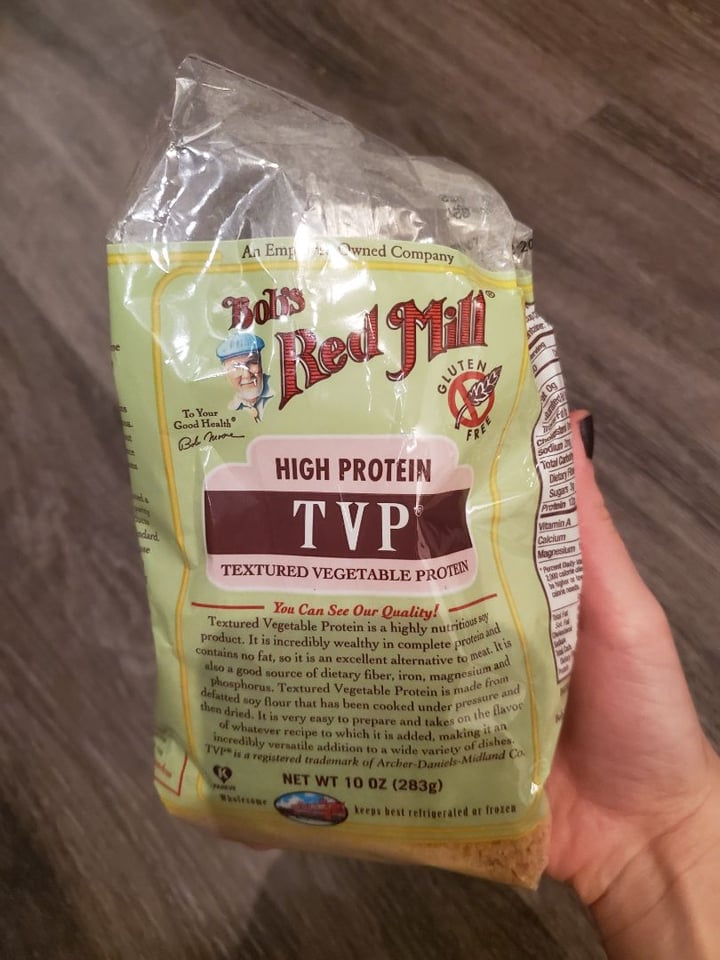 An Owned Company
Bob's
Red Mill®
GLUTEN
FREE
To Your
Good Health®
Bob Moore
HIGH PROTEIN
TVP®
TEXTURED VEGETABLE PROTEIN
You Can See Our Quality!
Textured Vegetable Protein is a highly nutritious soy
product. It is incredibly wealthy in complete protein and
contains no fat, so it is an excellent alternative to meat. It is
also a good source of dietary fiber, iron, magnesium and
phosphorus. Textured Vegetable Protein is made from
defatted soy flour that has been cooked under pressure and
then dried. It is very easy to prepare and takes on the flavor
of whatever recipe to which it is added, making it an
incredibly versatile addition to a wide variety of dishes.
TVP® is a registered trademark of Archer-Daniels-Midland Co.
K
PAREVE
NET WT 10 OZ (283g)
Wholesome
keeps best refrigerated or frozen
20
Sodium
Total
Dietary
Sugars
Protein
Vitamin A
Calcium
Magnesium